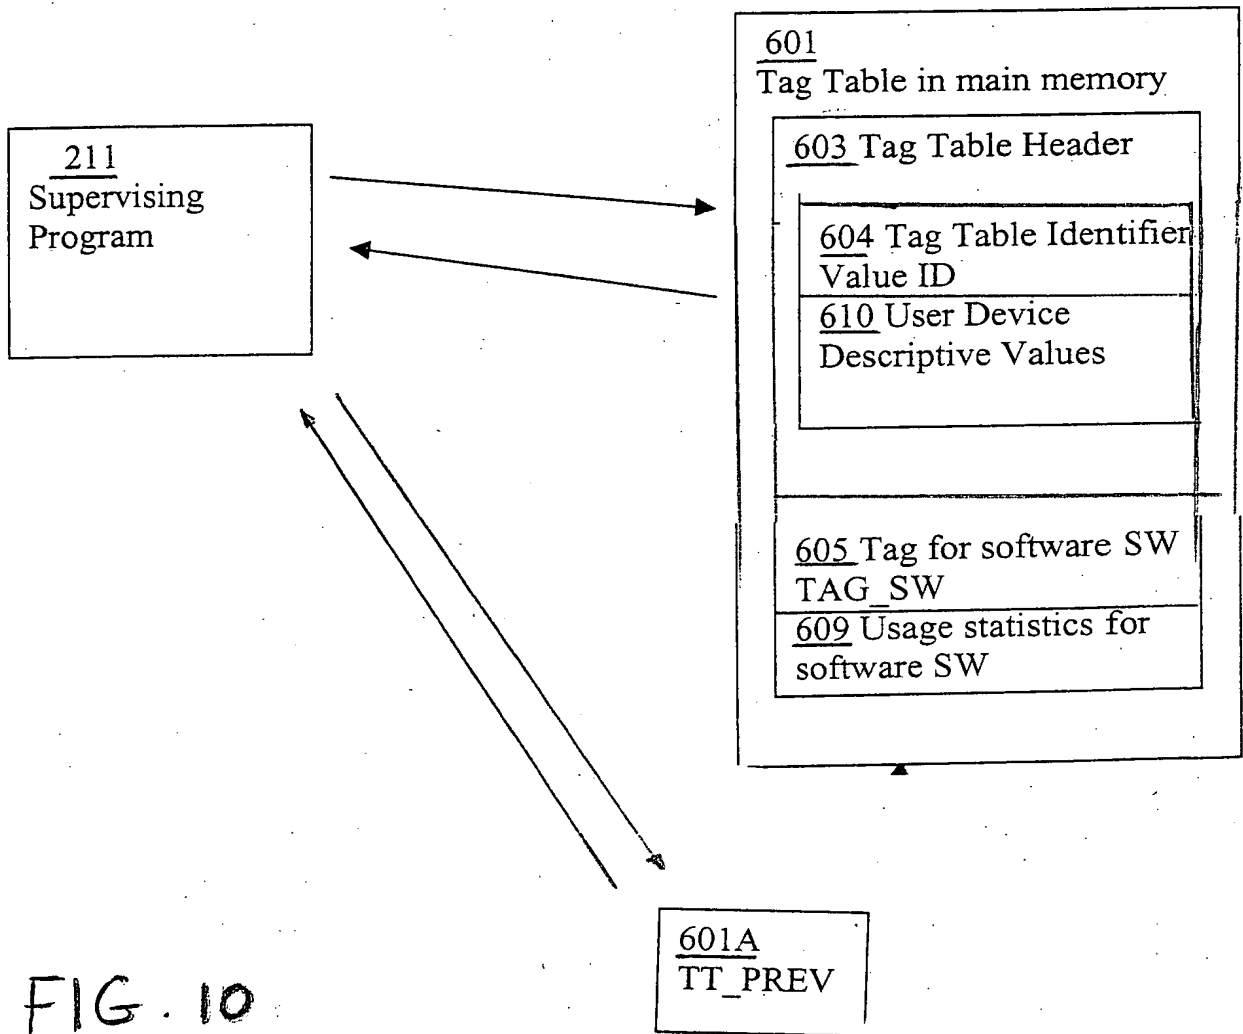 601
Tag Table in main memory
603 Tag Table Header
211
Supervising
Program
604 Tag Table Identifier
Value ID
610 User Device
Descriptive Values
605 Tag for software SW
TAG_SW
609 Usage statistics for
software SW
601A
TT_PREV
FIG. 10